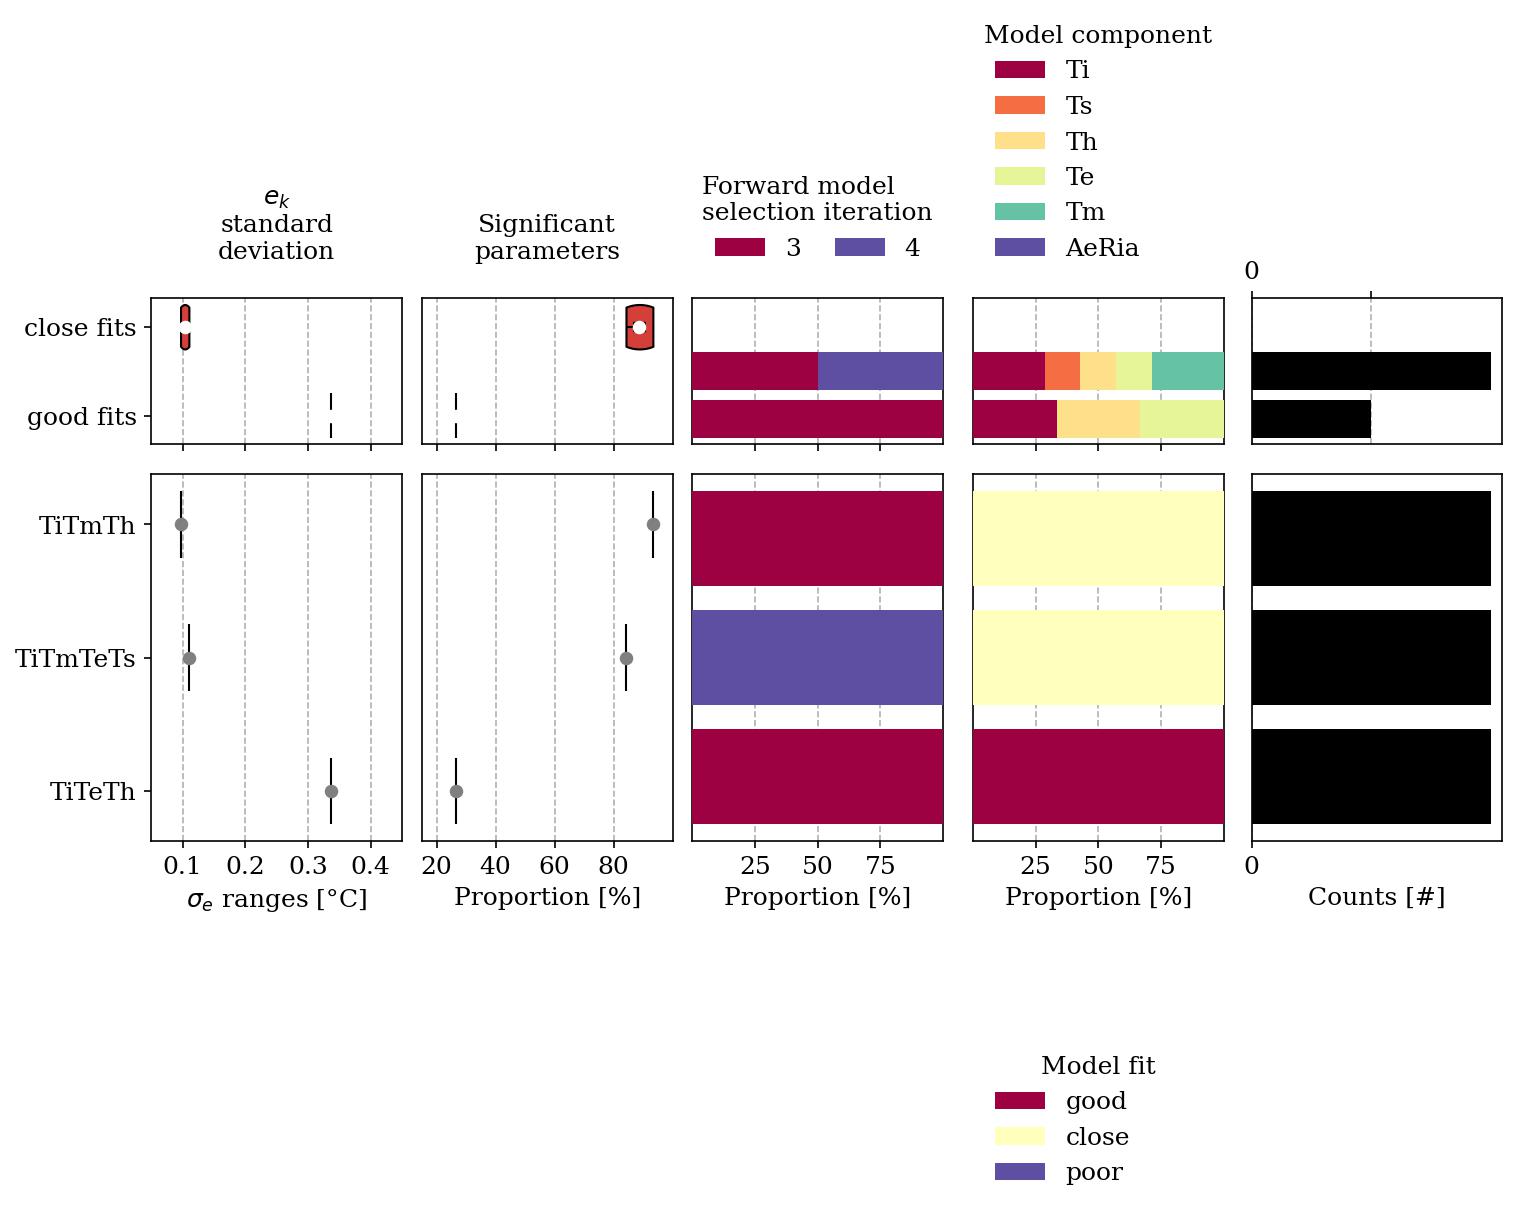 Model component
Ti
Ts
Th
Te
Tm
AeRia
e_k
standard
deviation
Significant
parameters
Forward model
selection iteration
3 4
0
close fits
good fits
TiTmTh
TiTmTeTs
TiTeTh
0.1 0.2 0.3 0.4 20 40 60 80 25 50 75 25 50 75 0
σ_e ranges [°C] Proportion [%] Proportion [%] Proportion [%] Counts [#]
Model fit
good
close
poor